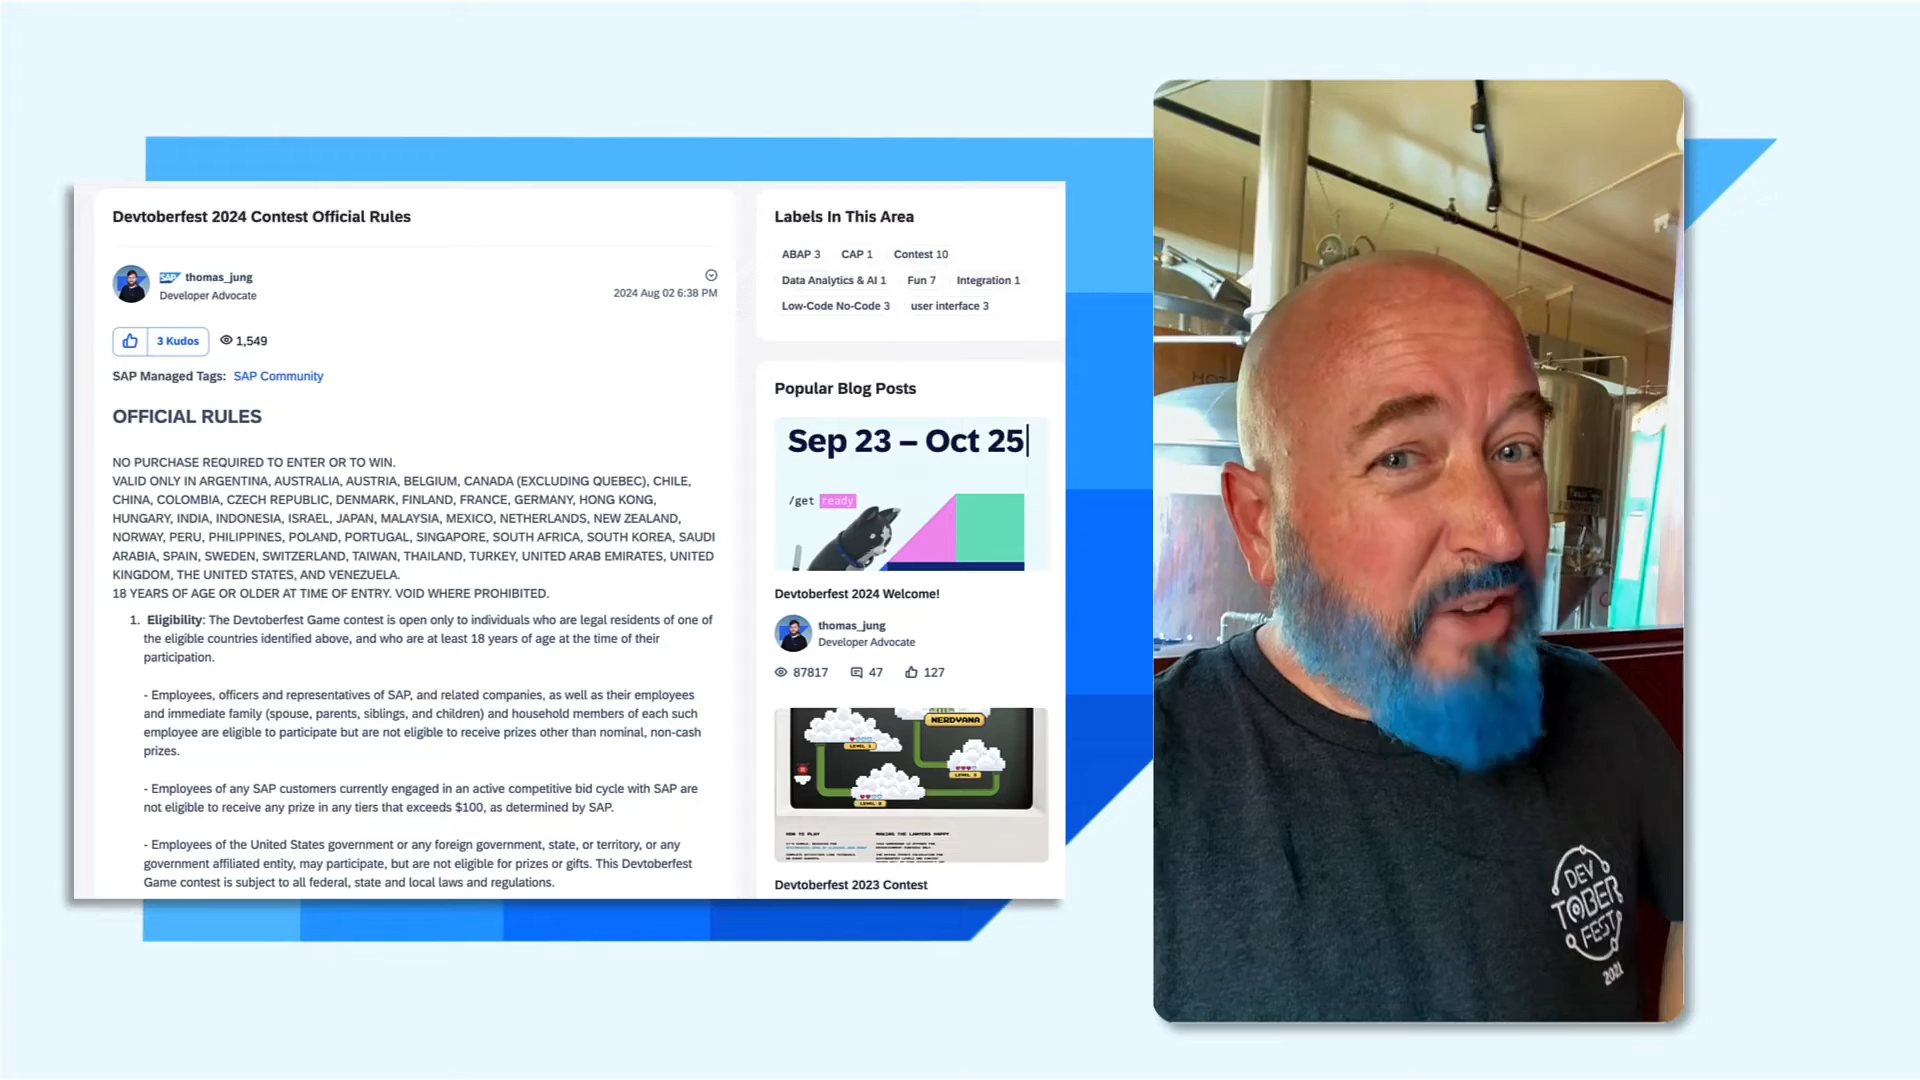 Devtoberfest 2024 Contest Official Rules
SAP thomas_jung
Developer Advocate
2024 Aug 02 6:38 PM
3 Kudos
1,549
SAP Managed Tags: SAP Community
OFFICIAL RULES
NO PURCHASE REQUIRED TO ENTER OR TO WIN.
VALID ONLY IN ARGENTINA, AUSTRALIA, AUSTRIA, BELGIUM, CANADA (EXCLUDING QUEBEC), CHILE,
CHINA, COLOMBIA, CZECH REPUBLIC, DENMARK, FINLAND, FRANCE, GERMANY, HONG KONG,
HUNGARY, INDIA, INDONESIA, ISRAEL, JAPAN, MALAYSIA, MEXICO, NETHERLANDS, NEW ZEALAND,
NORWAY, PERU, PHILIPPINES, POLAND, PORTUGAL, SINGAPORE, SOUTH AFRICA, SOUTH KOREA, SAUDI
ARABIA, SPAIN, SWEDEN, SWITZERLAND, TAIWAN, THAILAND, TURKEY, UNITED ARAB EMIRATES, UNITED
KINGDOM, THE UNITED STATES, AND VENEZUELA.
18 YEARS OF AGE OR OLDER AT TIME OF ENTRY. VOID WHERE PROHIBITED.
1. Eligibility: The Devtoberfest Game contest is open only to individuals who are legal residents of one of
the eligible countries identified above, and who are at least 18 years of age at the time of their
participation.
- Employees, officers and representatives of SAP, and related companies, as well as their employees
and immediate family (spouse, parents, siblings, and children) and household members of each such
employee are eligible to participate but are not eligible to receive prizes other than nominal, non-cash
prizes.
- Employees of any SAP customers currently engaged in an active competitive bid cycle with SAP are
not eligible to receive any prize in any tiers that exceeds $100, as determined by SAP.
- Employees of the United States government or any foreign government, state, or territory, or any
government affiliated entity, may participate, but are not eligible for prizes or gifts. This Devtoberfest
Game contest is subject to all federal, state and local laws and regulations.
Labels In This Area
ABAP 3 CAP 1 Contest 10
Data Analytics & AI 1 Fun 7 Integration 1
Low-Code No-Code 3 user interface 3
Popular Blog Posts
Sep 23 – Oct 25
/get ready
Devtoberfest 2024 Welcome!
thomas_jung
Developer Advocate
87817 47 127
NERDVANA
LEVEL 1
LEVEL 3
LEVEL 2
HOW TO PLAY
MAKING THE LAWYERS HAPPY
Devtoberfest 2023 Contest
DEV
TOBER
FEST
2021